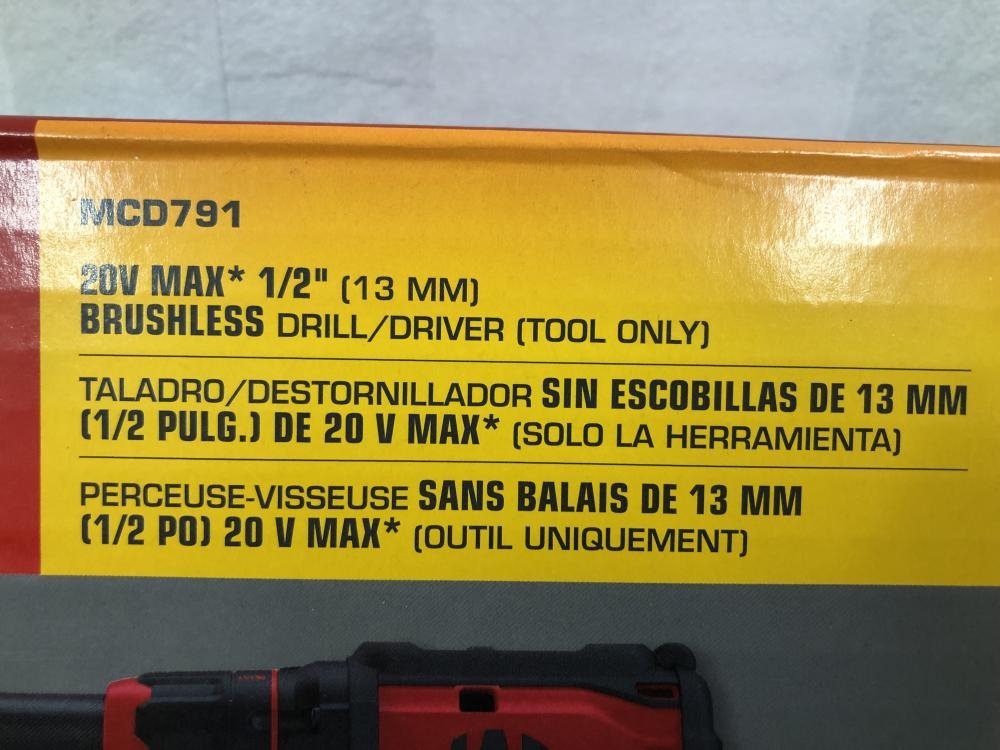 MCD791
20V MAX* 1/2" (13 MM)
BRUSHLESS DRILL/DRIVER (TOOL ONLY)
TALADRO/DESTORNILLADOR SIN ESCOBILLAS DE 13 MM
(1/2 PULG.) DE 20 V MAX* (SOLO LA HERRAMIENTA)
PERCEUSE-VISSEUSE SANS BALAIS DE 13 MM
(1/2 PO) 20 V MAX* (OUTIL UNIQUEMENT)